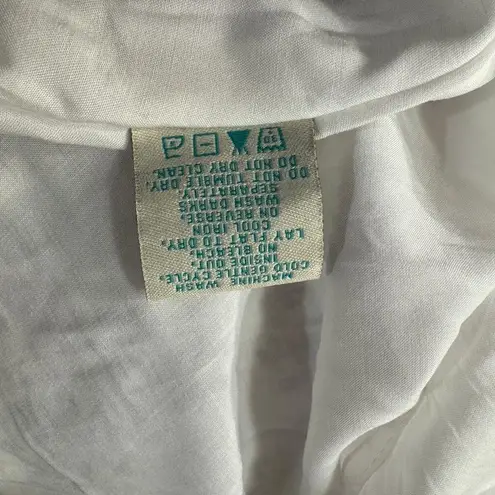 MACHINE WASH
COLD GENTLE CYCLE.
INSIDE OUT.
NO BLEACH
LAY FLAT TO DRY.
COOL IRON
ON REVERSE.
WASH DARKS
SEPARATELY.
DO NOT TUMBLE DRY.
DO NOT DRY CLEAN.
30